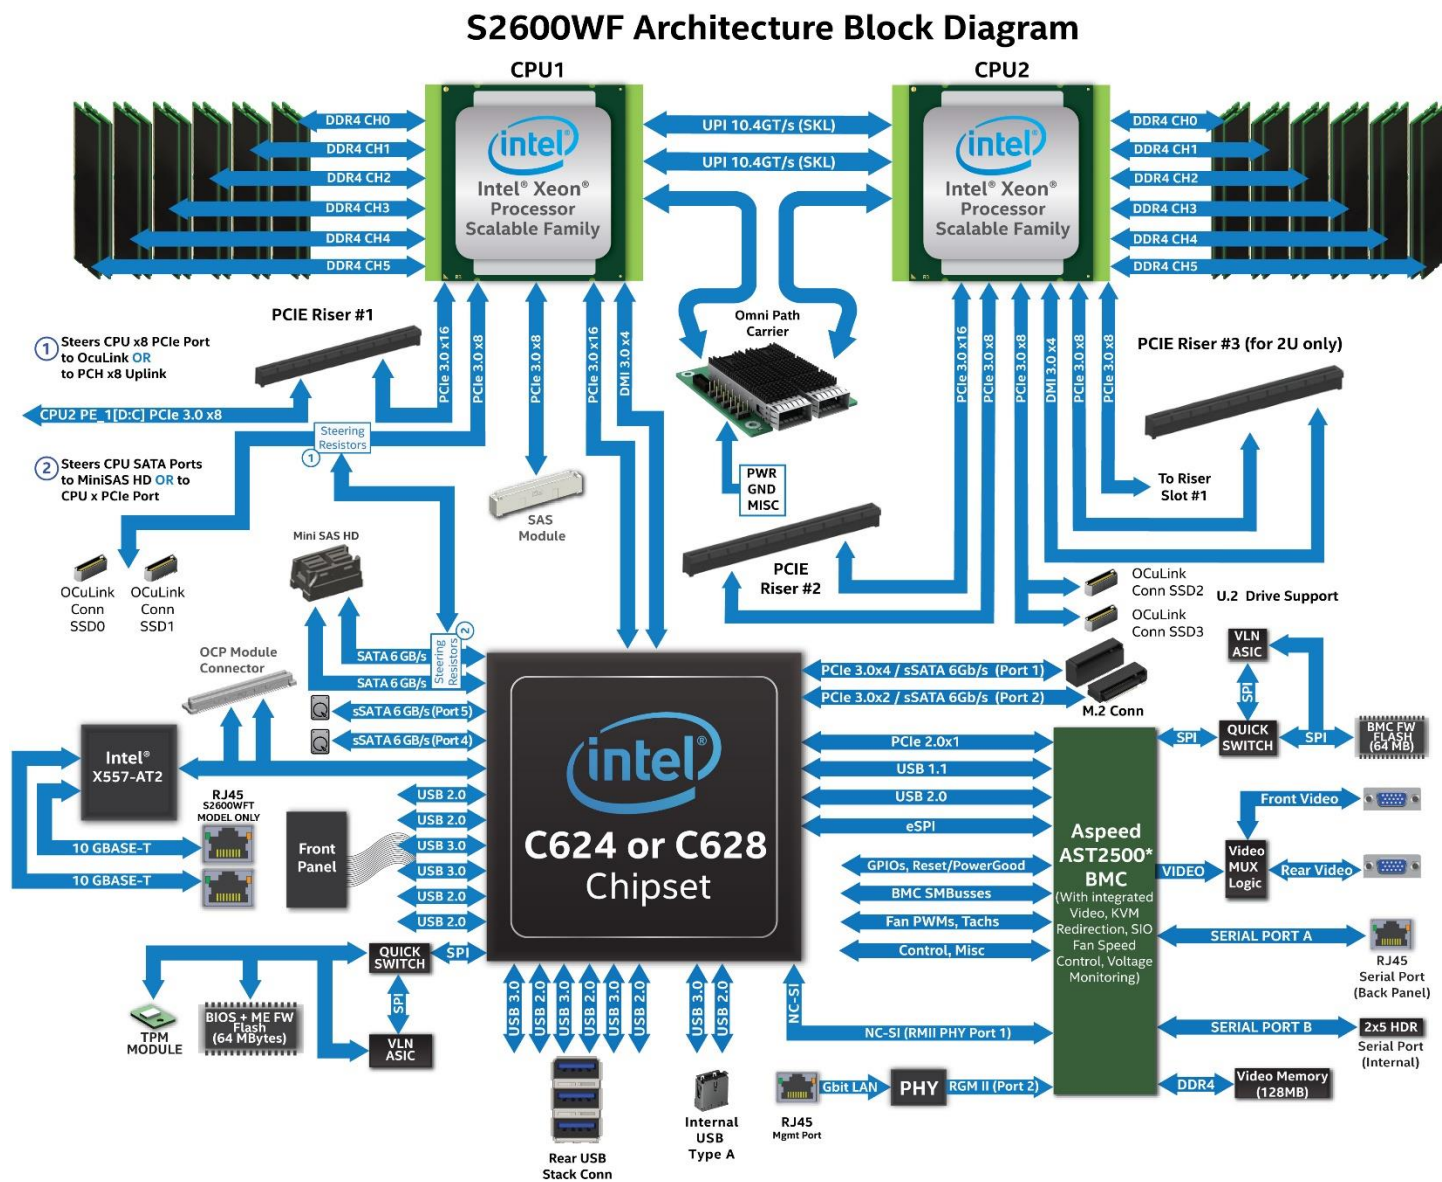 S2600WF Architecture Block Diagram
CPU1
CPU2
intel®
Intel® Xeon®
Processor
Scalable Family
intel®
Intel® Xeon®
Processor
Scalable Family
DDR4 CH0
DDR4 CH1
DDR4 CH2
DDR4 CH3
DDR4 CH4
DDR4 CH5
UPI 10.4GT/s (SKL)
UPI 10.4GT/s (SKL)
DDR4 CH0
DDR4 CH1
DDR4 CH2
DDR4 CH3
DDR4 CH4
DDR4 CH5
PCIE Riser #1
1 Steers CPU x8 PCIe Port
to OcuLink OR
to PCH x8 Uplink
CPU2 PE_1[D:C] PCIe 3.0 x8
2 Steers CPU SATA Ports
to MiniSAS HD OR to
CPU x PCIe Port
PCIe 3.0 x16
PCIe 3.0 x8
PCIe 3.0 x8
PCIe 3.0 x16
DMI 3.0 x4
Steering
Resistors
1
Omni Path
Carrier
PWR
GND
MISC
PCIe 3.0 x16
PCIe 3.0 x8
PCIe 3.0 x8
DMI 3.0 x4
PCIe 3.0 x8
PCIe 3.0 x8
PCIE Riser #3 (for 2U only)
To Riser
Slot #1
SAS
Module
Mini SAS HD
PCIE
Riser #2
OCuLink
Conn
SSD0
OCuLink
Conn
SSD1
OCuLink
Conn SSD2
OCuLink
Conn SSD3
U.2 Drive Support
OCP Module
Connector
SATA 6 GB/s
SATA 6 GB/s
Steering
Resistors
2
sSATA 6 GB/s (Port 5)
sSATA 6 GB/s (Port 4)
PCIe 3.0x4 / sSATA 6Gb/s (Port 1)
PCIe 3.0x2 / sSATA 6Gb/s (Port 2)
M.2 Conn
VLN
ASIC
SPI
QUICK
SWITCH
SPI
SPI
BMC FW
FLASH
(64 MB)
Intel®
X557-AT2
RJ45
S2600WFT
MODEL ONLY
10 GBASE-T
10 GBASE-T
Front
Panel
USB 2.0
USB 2.0
USB 3.0
USB 3.0
USB 2.0
USB 2.0
intel®
C624 or C628
Chipset
PCIe 2.0x1
USB 1.1
USB 2.0
eSPI
GPIOs, Reset/PowerGood
BMC SMBusses
Fan PWMs, Tachs
Control, Misc
Aspeed
AST2500*
BMC
(With integrated
Video, KVM
Redirection, SIO
Fan Speed
Control, Voltage
Monitoring)
VIDEO
Video
MUX
Logic
Front Video
Rear Video
SERIAL PORT A
RJ45
Serial Port
(Back Panel)
SERIAL PORT B
2x5 HDR
Serial Port
(Internal)
DDR4
Video Memory
(128MB)
QUICK
SWITCH
SPI
SPI
VLN
ASIC
TPM
MODULE
BIOS + ME FW
Flash
(64 MBytes)
USB 3.0
USB 2.0
USB 3.0
USB 2.0
USB 3.0
USB 2.0
USB 3.0
USB 2.0
NC-SI
NC-SI (RMII PHY Port 1)
Rear USB
Stack Conn
Internal
USB
Type A
RJ45
Mgmt Port
Gbit LAN
PHY
RGM II (Port 2)